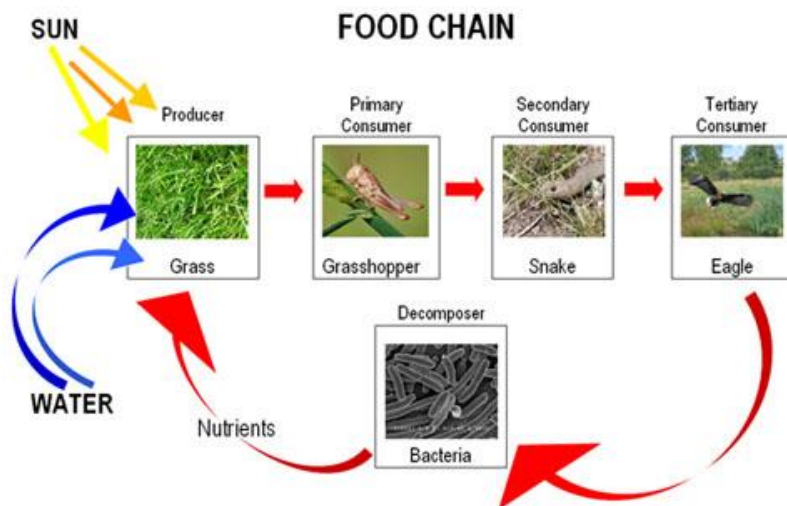 SUN
FOOD CHAIN
Producer
Primary
Consumer
Secondary
Consumer
Tertiary
Consumer
Grass
Grasshopper
Snake
Eagle
Decomposer
WATER
Nutrients
Bacteria